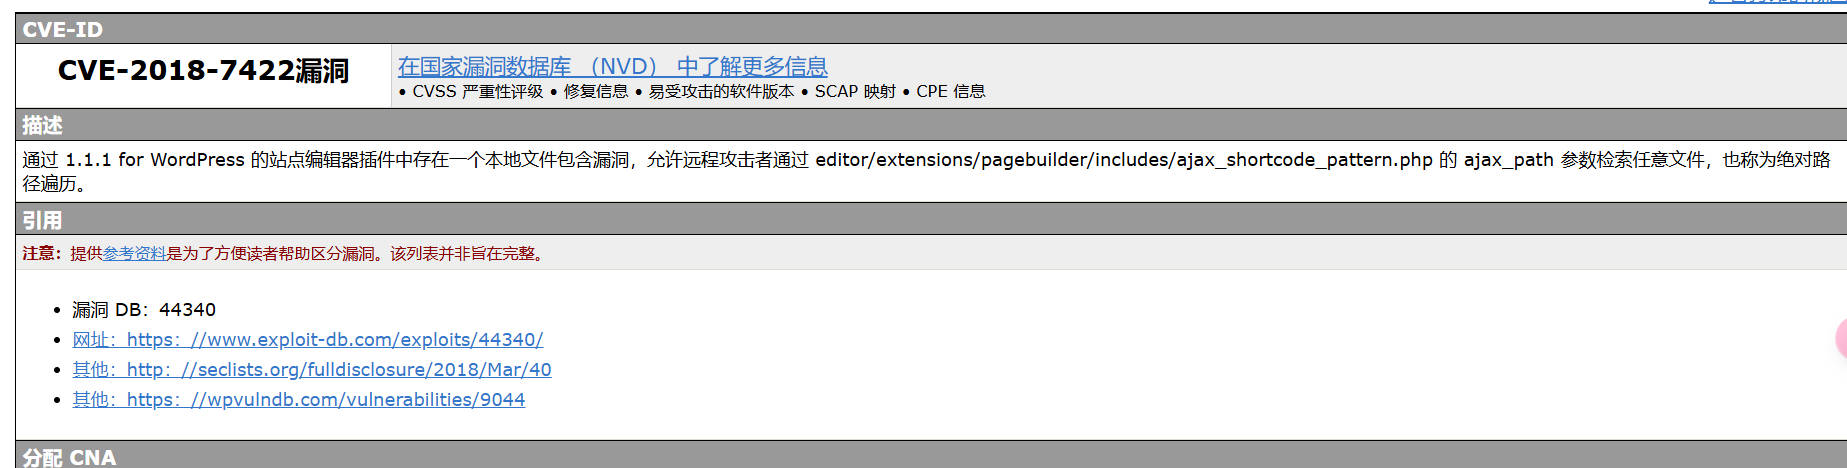 CVE-ID
CVE-2018-7422漏洞
在国家漏洞数据库 （NVD） 中了解更多信息
• CVSS 严重性评级 • 修复信息 • 易受攻击的软件版本 • SCAP 映射 • CPE 信息
描述
通过 1.1.1 for WordPress 的站点编辑器插件中存在一个本地文件包含漏洞，允许远程攻击者通过 editor/extensions/pagebuilder/includes/ajax_shortcode_pattern.php 的 ajax_path 参数检索任意文件，也称为绝对路
径遍历。
引用
注意：提供参考资料是为了方便读者帮助区分漏洞。该列表并非旨在完整。
• 漏洞 DB：44340
• 网址：https：//www.exploit-db.com/exploits/44340/
• 其他：http：//seclists.org/fulldisclosure/2018/Mar/40
• 其他：https：//wpvulndb.com/vulnerabilities/9044
分配 CNA